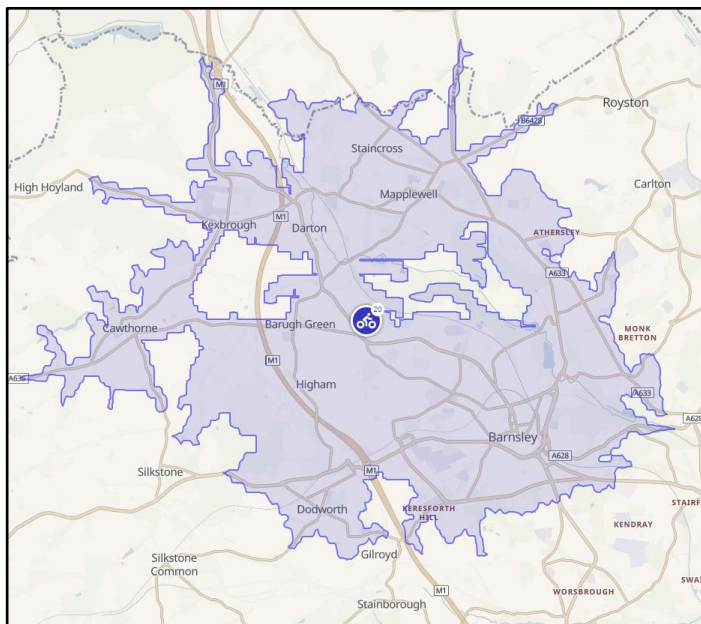 M1
B6428
Royston
Staincross
High Hoyland
Mapplewell
Carlton
M1
Kexbrough
Darton
ATHERSLEY
A633
20
Cawthorne
Barugh Green
MONK
BRETTON
M1
A635
Higham
A633
A628
Barnsley
A628
Silkstone
M1
Dodworth
KERESFORTH
HILL
STAIRF
KENDRAY
Silkstone
Common
Gilroyd
SWAI
M1
WORSBROUGH
Stainborough